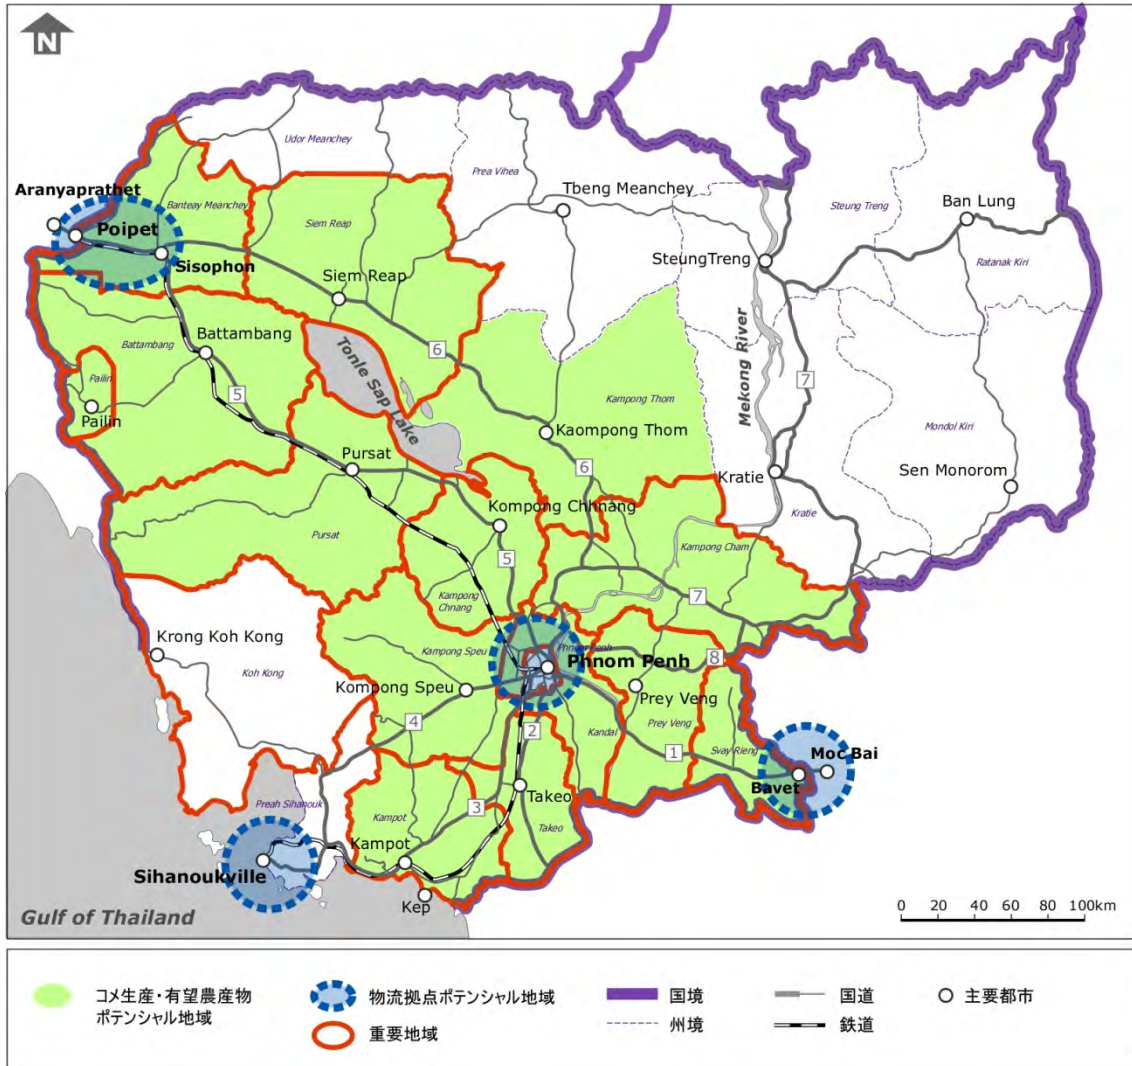 N
Udor Meanchey
Prea Vihea
Aranyaprathet
Banteay Meanchey
Tbeng Meanchey
Steung Treng
Ban Lung
Poipet
Siem Reap
Sisophon
SteungTreng
Ratanak Kiri
Siem Reap
Battambang
Battambang
6
Tonle Sap Lake
Mekong River
7
Pailin
5
Kampong Thom
Pailin
Kaompong Thom
Mondol Kiri
Pursat
6
Kratie
Sen Monorom
Kompong Chhnang
Kratie
Pursat
5
Kampong Cham
Kampong
Chnang
7
Krong Koh Kong
Kampong Speu
Phnom Penh
Phnom Penh
8
Koh Kong
Kompong Speu
Prey Veng
4
2
Kandal
Prey Veng
1
Svay Rieng
Moc Bai
Bavet
Preah Sihanouk
3
Takeo
Kampot
Takeo
Kampot
Sihanoukville
Kep
Gulf of Thailand
0 20 40 60 80 100km
コメ生産・有望農産物
ポテンシャル地域
物流拠点ポテンシャル地域
重要地域
国境
州境
国道
鉄道
主要都市